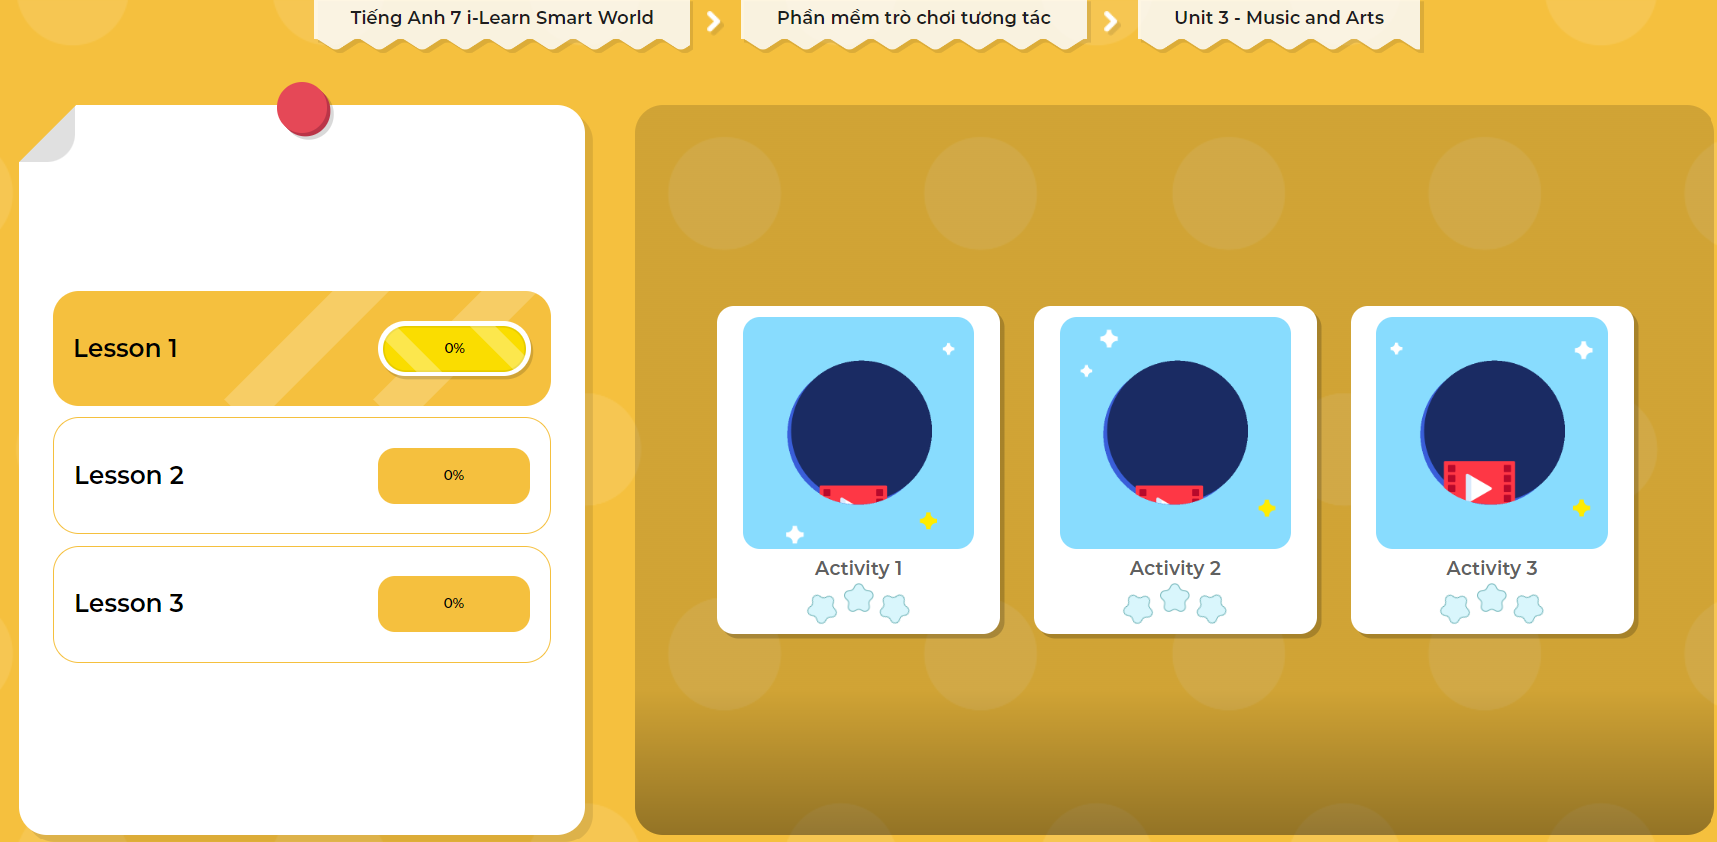 Tiếng Anh 7 i-Learn Smart World
Phần mềm trò chơi tương tác
Unit 3 - Music and Arts
Lesson 1
0%
Lesson 2
0%
Lesson 3
0%
Activity 1
Activity 2
Activity 3